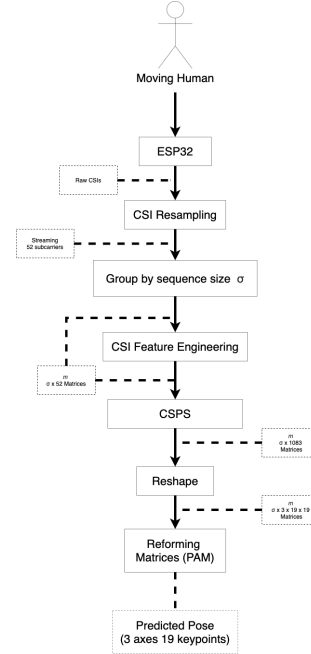 Moving Human
ESP32
Raw CSIs
CSI Resampling
Streaming
52 subcarriers
Group by sequence size σ
CSI Feature Engineering
m
σ x 52 Matrices
CSPS
m
σ x 1083
Matrices
Reshape
m
σ x 3 x 19 x 19
Matrices
Reforming
Matrices (PAM)
Predicted Pose
(3 axes 19 keypoints)